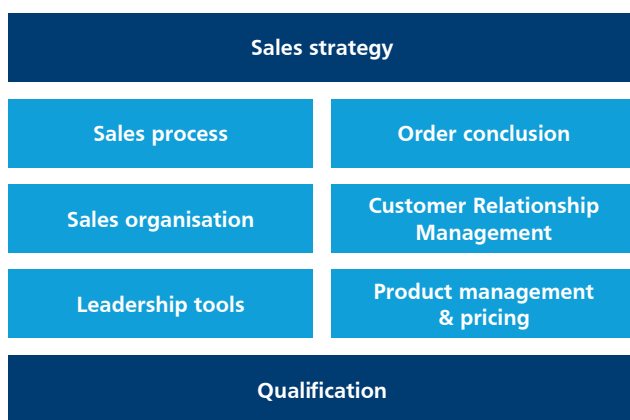 Sales strategy
Sales process
Order conclusion
Sales organisation
Customer Relationship
Management
Leadership tools
Product management
& pricing
Qualification